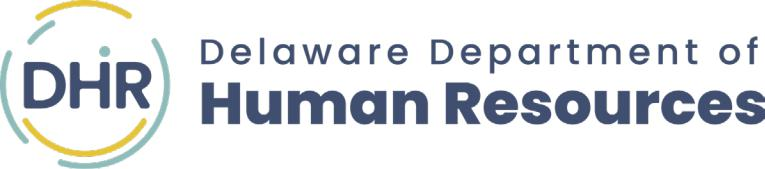 DHR
Delaware Department of
Human Resources